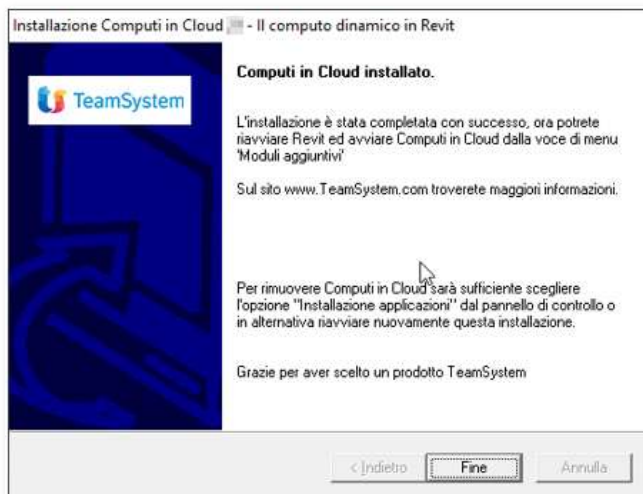 Installazione Computi in Cloud - Il computo dinamico in Revit
TeamSystem
Computi in Cloud installato.
L'installazione è stata completata con successo, ora potrete
riavviare Revit ed avviare Computi in Cloud dalla voce di menu
'Moduli aggiuntivi'
Sul sito www.TeamSystem.com troverete maggiori informazioni.
Per rimuovere Computi in Cloud sarà sufficiente scegliere
l'opzione "Installazione applicazioni" dal pannello di controllo o
in alternativa riavviare nuovamente questa installazione.
Grazie per aver scelto un prodotto TeamSystem
< Indietro Fine Annulla